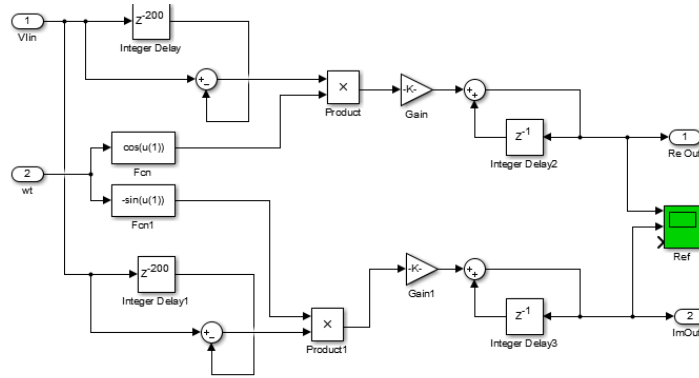 1
VIin
Z-200
Integer Delay
+
-
×
Product
-K-
Gain
+
+
Z-1
Integer Delay2
1
Re Out
cos(u(1))
Fcn
2
wt
-sin(u(1))
Fcn1
Ref
Z-200
Integer Delay1
+
-
×
Product1
-K-
Gain1
+
+
Z-1
Integer Delay3
2
ImOut